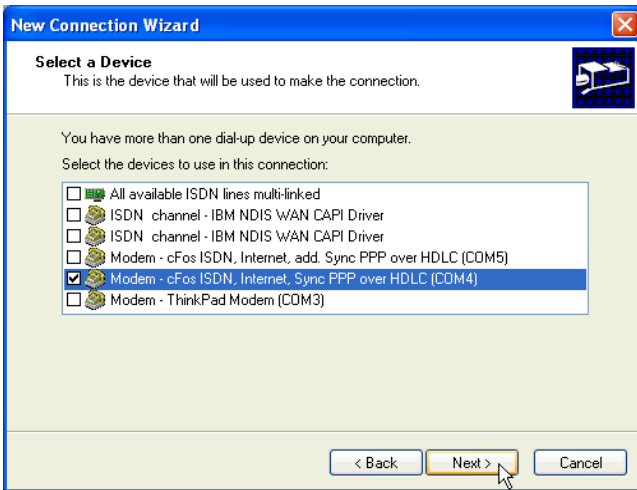 New Connection Wizard
Select a Device
This is the device that will be used to make the connection.
You have more than one dial-up device on your computer.
Select the devices to use in this connection:
All available ISDN lines multi-linked
ISDN channel - IBM NDIS WAN CAPI Driver
ISDN channel - IBM NDIS WAN CAPI Driver
Modem - cFos ISDN, Internet, add. Sync PPP over HDLC (COM5)
Modem - cFos ISDN, Internet, Sync PPP over HDLC (COM4)
Modem - ThinkPad Modem (COM3)
< Back Next > Cancel